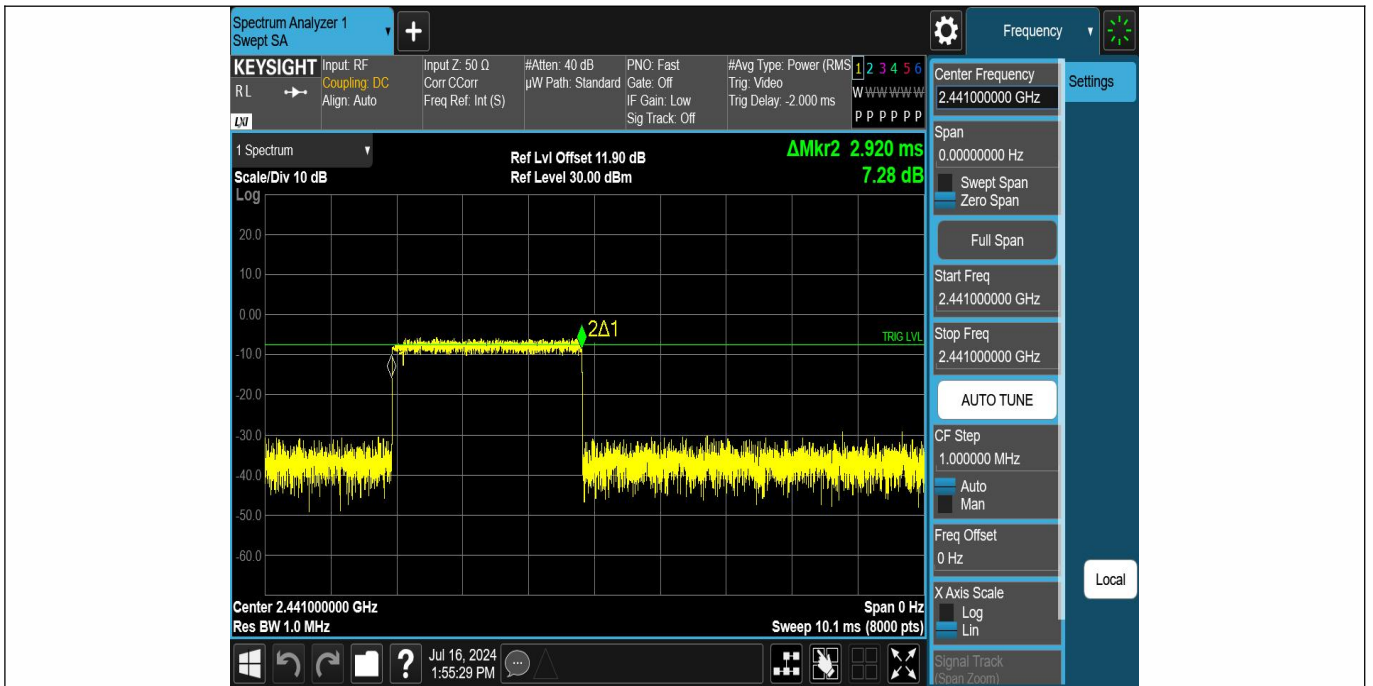 Spectrum Analyzer 1
Swept SA
+
Frequency
KEYSIGHT
RL
LXI
Input: RF
Coupling: DC
Align: Auto
Input Z: 50 Ω
Corr CCorr
Freq Ref: Int (S)
#Atten: 40 dB
µW Path: Standard
PNO: Fast
Gate: Off
IF Gain: Low
Sig Track: Off
#Avg Type: Power (RMS
Trig: Video
Trig Delay: -2.000 ms
1 2 3 4 5 6
W W W W W W
P P P P P P
1 Spectrum
Scale/Div 10 dB
Ref Lvl Offset 11.90 dB
Ref Level 30.00 dBm
ΔMkr2 2.920 ms
7.28 dB
Log
20.0
10.0
0.00
-10.0
-20.0
-30.0
-40.0
-50.0
-60.0
2Δ1
TRIG LVL
Center 2.441000000 GHz
Res BW 1.0 MHz
Span 0 Hz
Sweep 10.1 ms (8000 pts)
Center Frequency
2.441000000 GHz
Settings
Span
0.00000000 Hz
Swept Span
Zero Span
Full Span
Start Freq
2.441000000 GHz
Stop Freq
2.441000000 GHz
AUTO TUNE
CF Step
1.000000 MHz
Auto
Man
Freq Offset
0 Hz
Local
X Axis Scale
Log
Lin
Signal Track
(Span Zoom)
?
Jul 16, 2024
1:55:29 PM